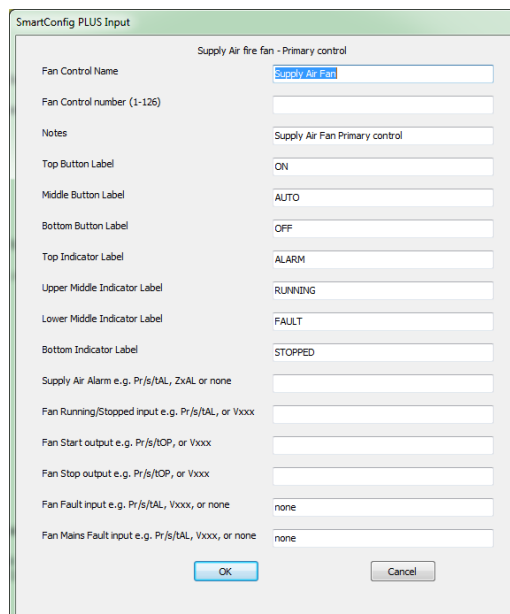 SmartConfig PLUS Input
Supply Air fire fan - Primary control
Fan Control Name Supply Air Fan
Fan Control number (1-126)
Notes Supply Air Fan Primary control
Top Button Label ON
Middle Button Label AUTO
Bottom Button Label OFF
Top Indicator Label ALARM
Upper Middle Indicator Label RUNNING
Lower Middle Indicator Label FAULT
Bottom Indicator Label STOPPED
Supply Air Alarm e.g. Pr/s/tAL, ZxAL or none
Fan Running/Stopped input e.g. Pr/s/tAL, or Vxxx
Fan Start output e.g. Pr/s/tOP, or Vxxx
Fan Stop output e.g. Pr/s/tOP, or Vxxx
Fan Fault input e.g. Pr/s/tAL, Vxxx, or none none
Fan Mains Fault input e.g. Pr/s/tAL, Vxxx, or none none
OK Cancel